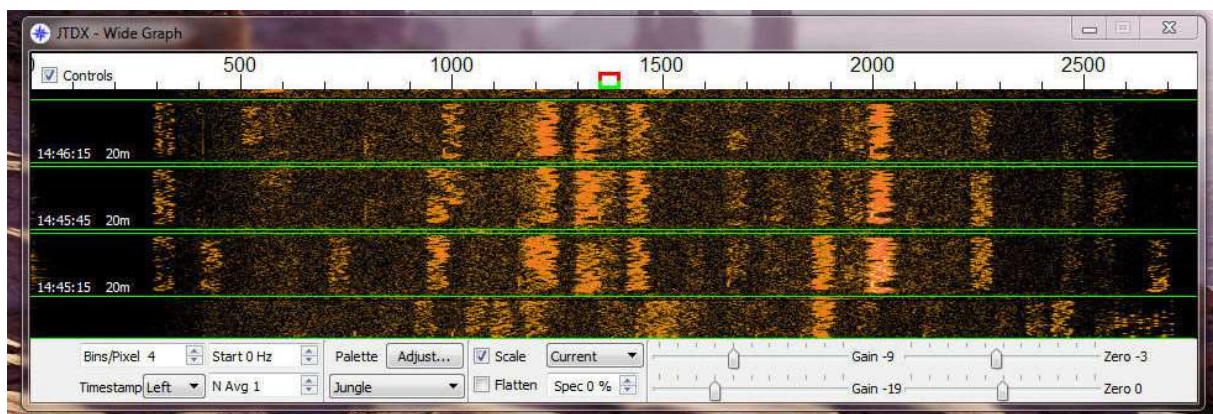 JTDX - Wide Graph
Controls 500 1000 1500 2000 2500
14:46:15 20m
14:45:45 20m
14:45:15 20m
Bins/Pixel 4 Start 0 Hz Palette Adjust... Scale Current Gain -9 Zero -3
Timestamp Left N Avg 1 Jungle Flatten Spec 0 % Gain -19 Zero 0